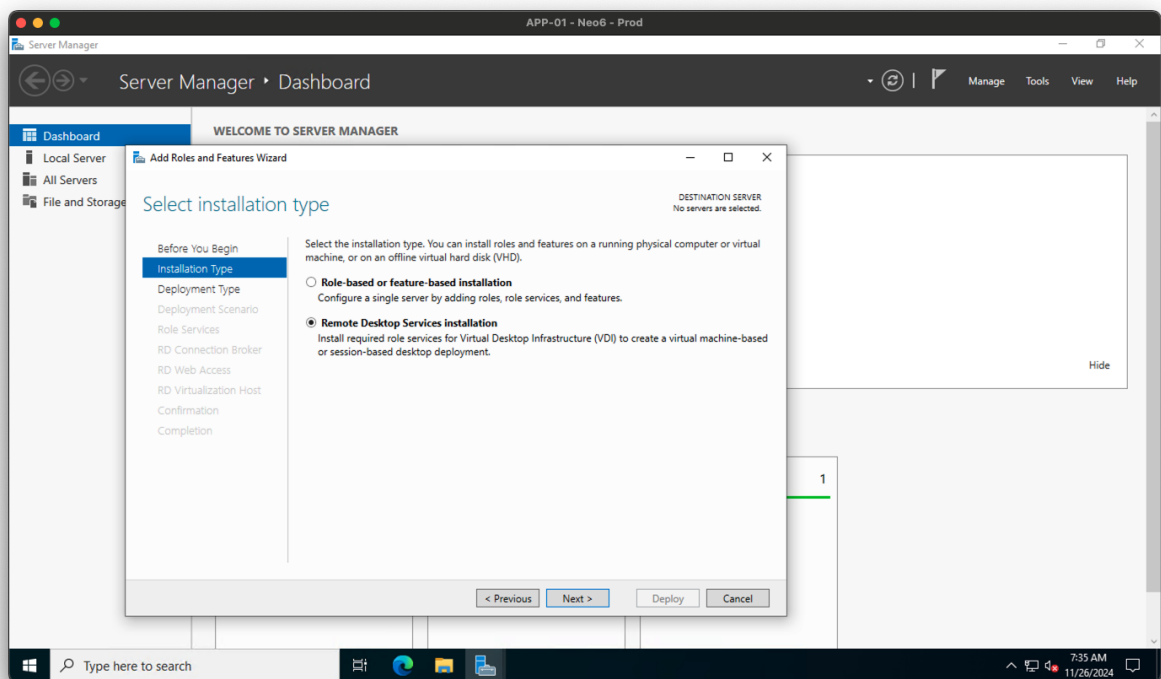 APP-01 - Neo6 - Prod
Server Manager
Server Manager ‣ Dashboard
Manage
Tools
View
Help
Dashboard
Local Server
All Servers
File and Storage
WELCOME TO SERVER MANAGER
Add Roles and Features Wizard
Select installation type
DESTINATION SERVER
No servers are selected.
Before You Begin
Installation Type
Deployment Type
Deployment Scenario
Role Services
RD Connection Broker
RD Web Access
RD Virtualization Host
Confirmation
Completion
Select the installation type. You can install roles and features on a running physical computer or virtual
machine, or on an offline virtual hard disk (VHD).
Role-based or feature-based installation
Configure a single server by adding roles, role services, and features.
Remote Desktop Services installation
Install required role services for Virtual Desktop Infrastructure (VDI) to create a virtual machine-based
or session-based desktop deployment.
Hide
1
< Previous
Next >
Deploy
Cancel
Type here to search
7:35 AM
11/26/2024